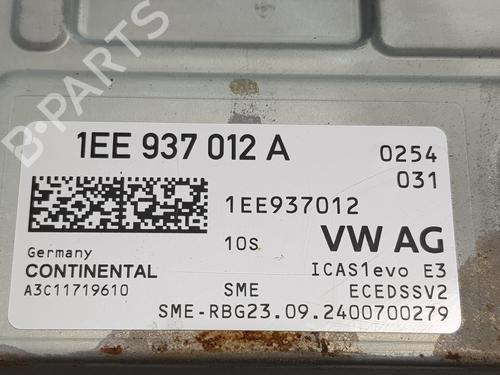 B-PARTS
1EE 937 012 A
0254
031
1EE937012
10S
VW AG
Germany
CONTINENTAL
A3C11719610
ICAS1evo E3
SME
ECEDSSV2
SME-RBG23.09.2400700279